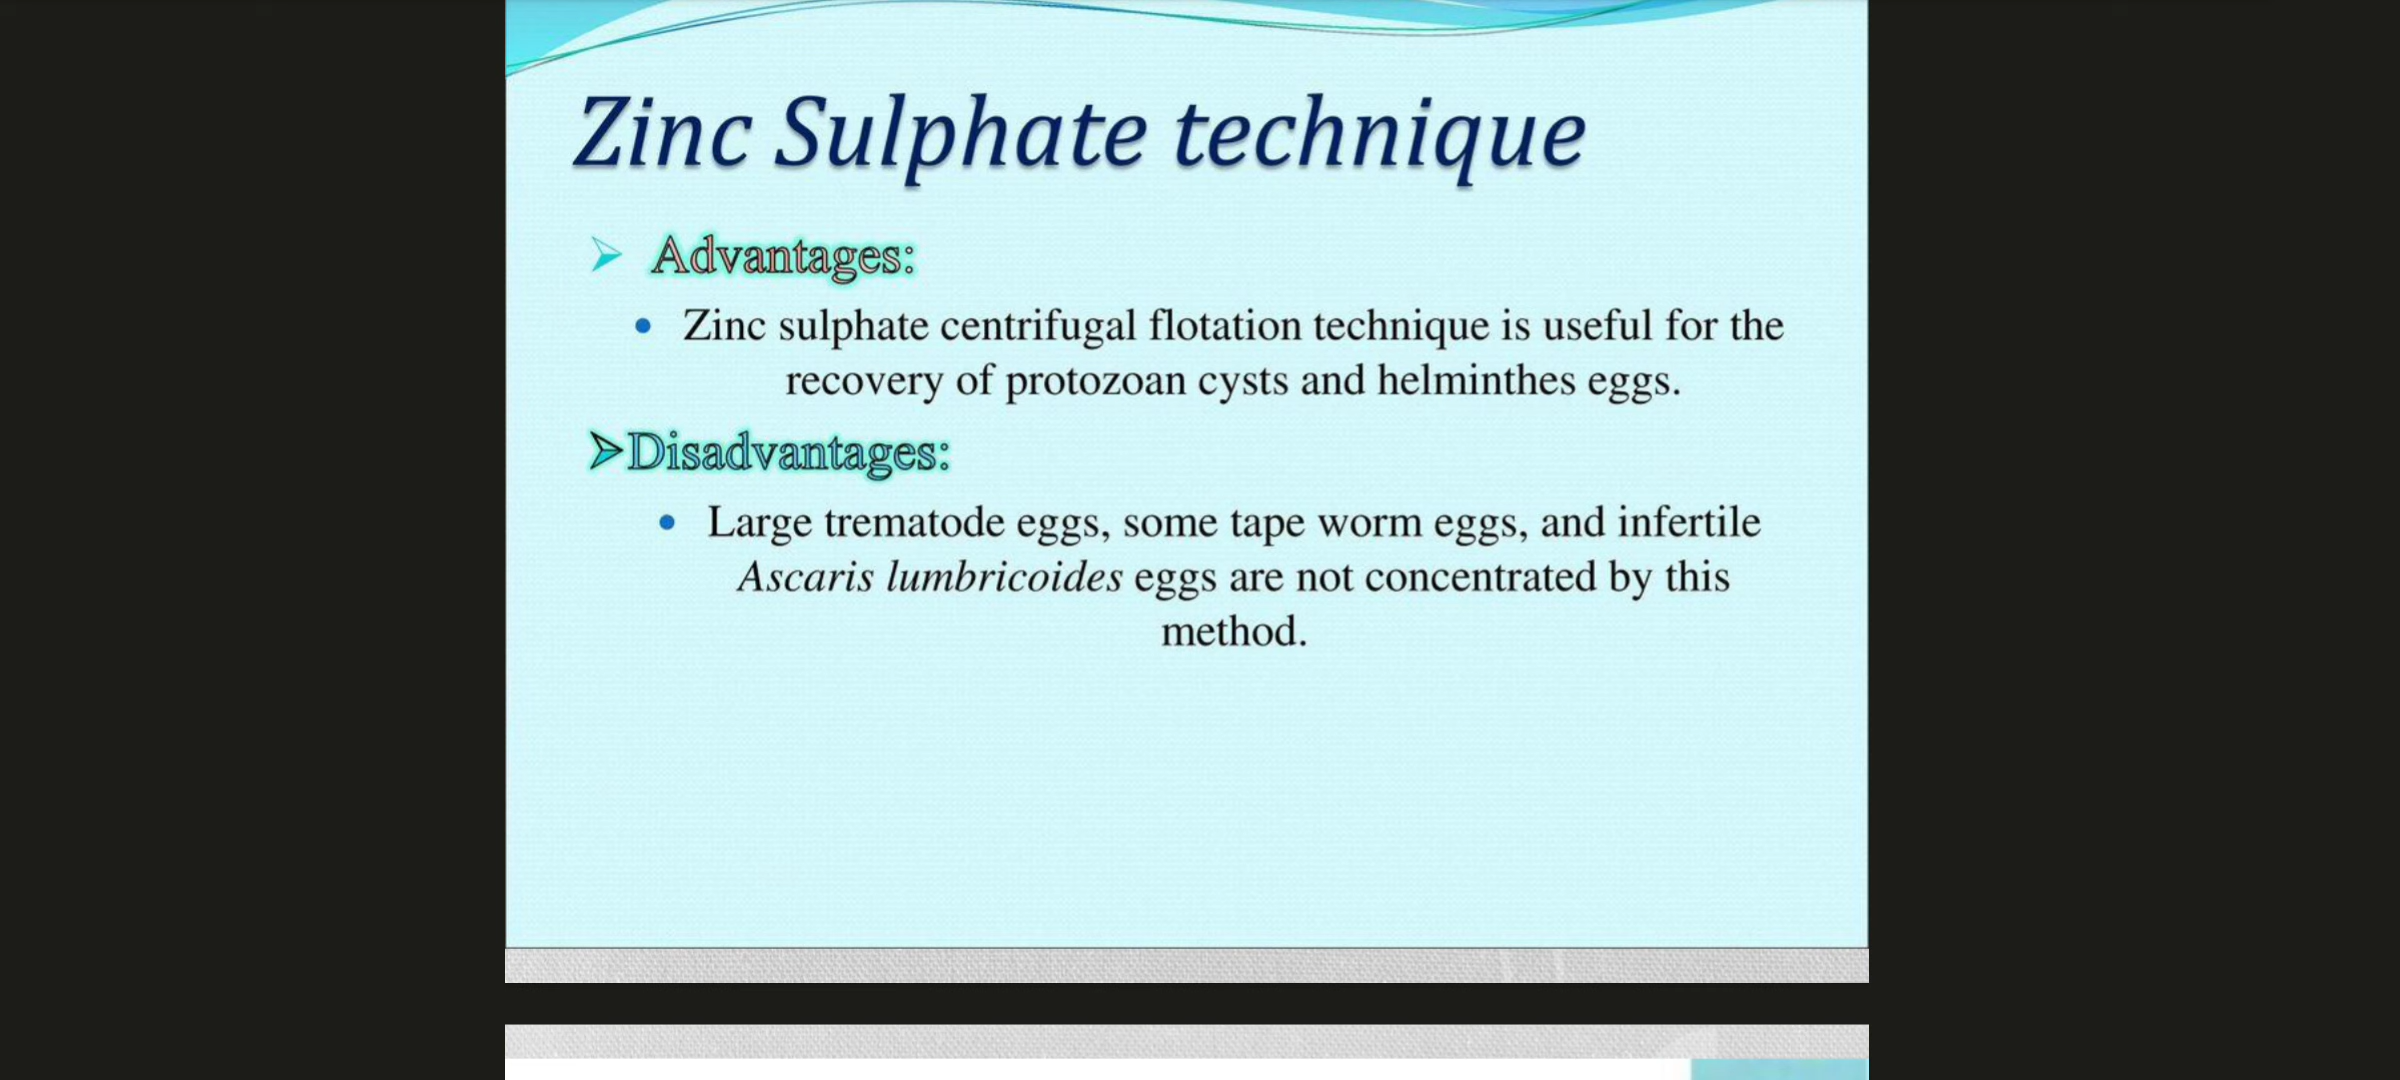 Zinc Sulphate technique
Advantages:
Zinc sulphate centrifugal flotation technique is useful for the
recovery of protozoan cysts and helminthes eggs.
Disadvantages:
Large trematode eggs, some tape worm eggs, and infertile
Ascaris lumbricoides eggs are not concentrated by this
method.